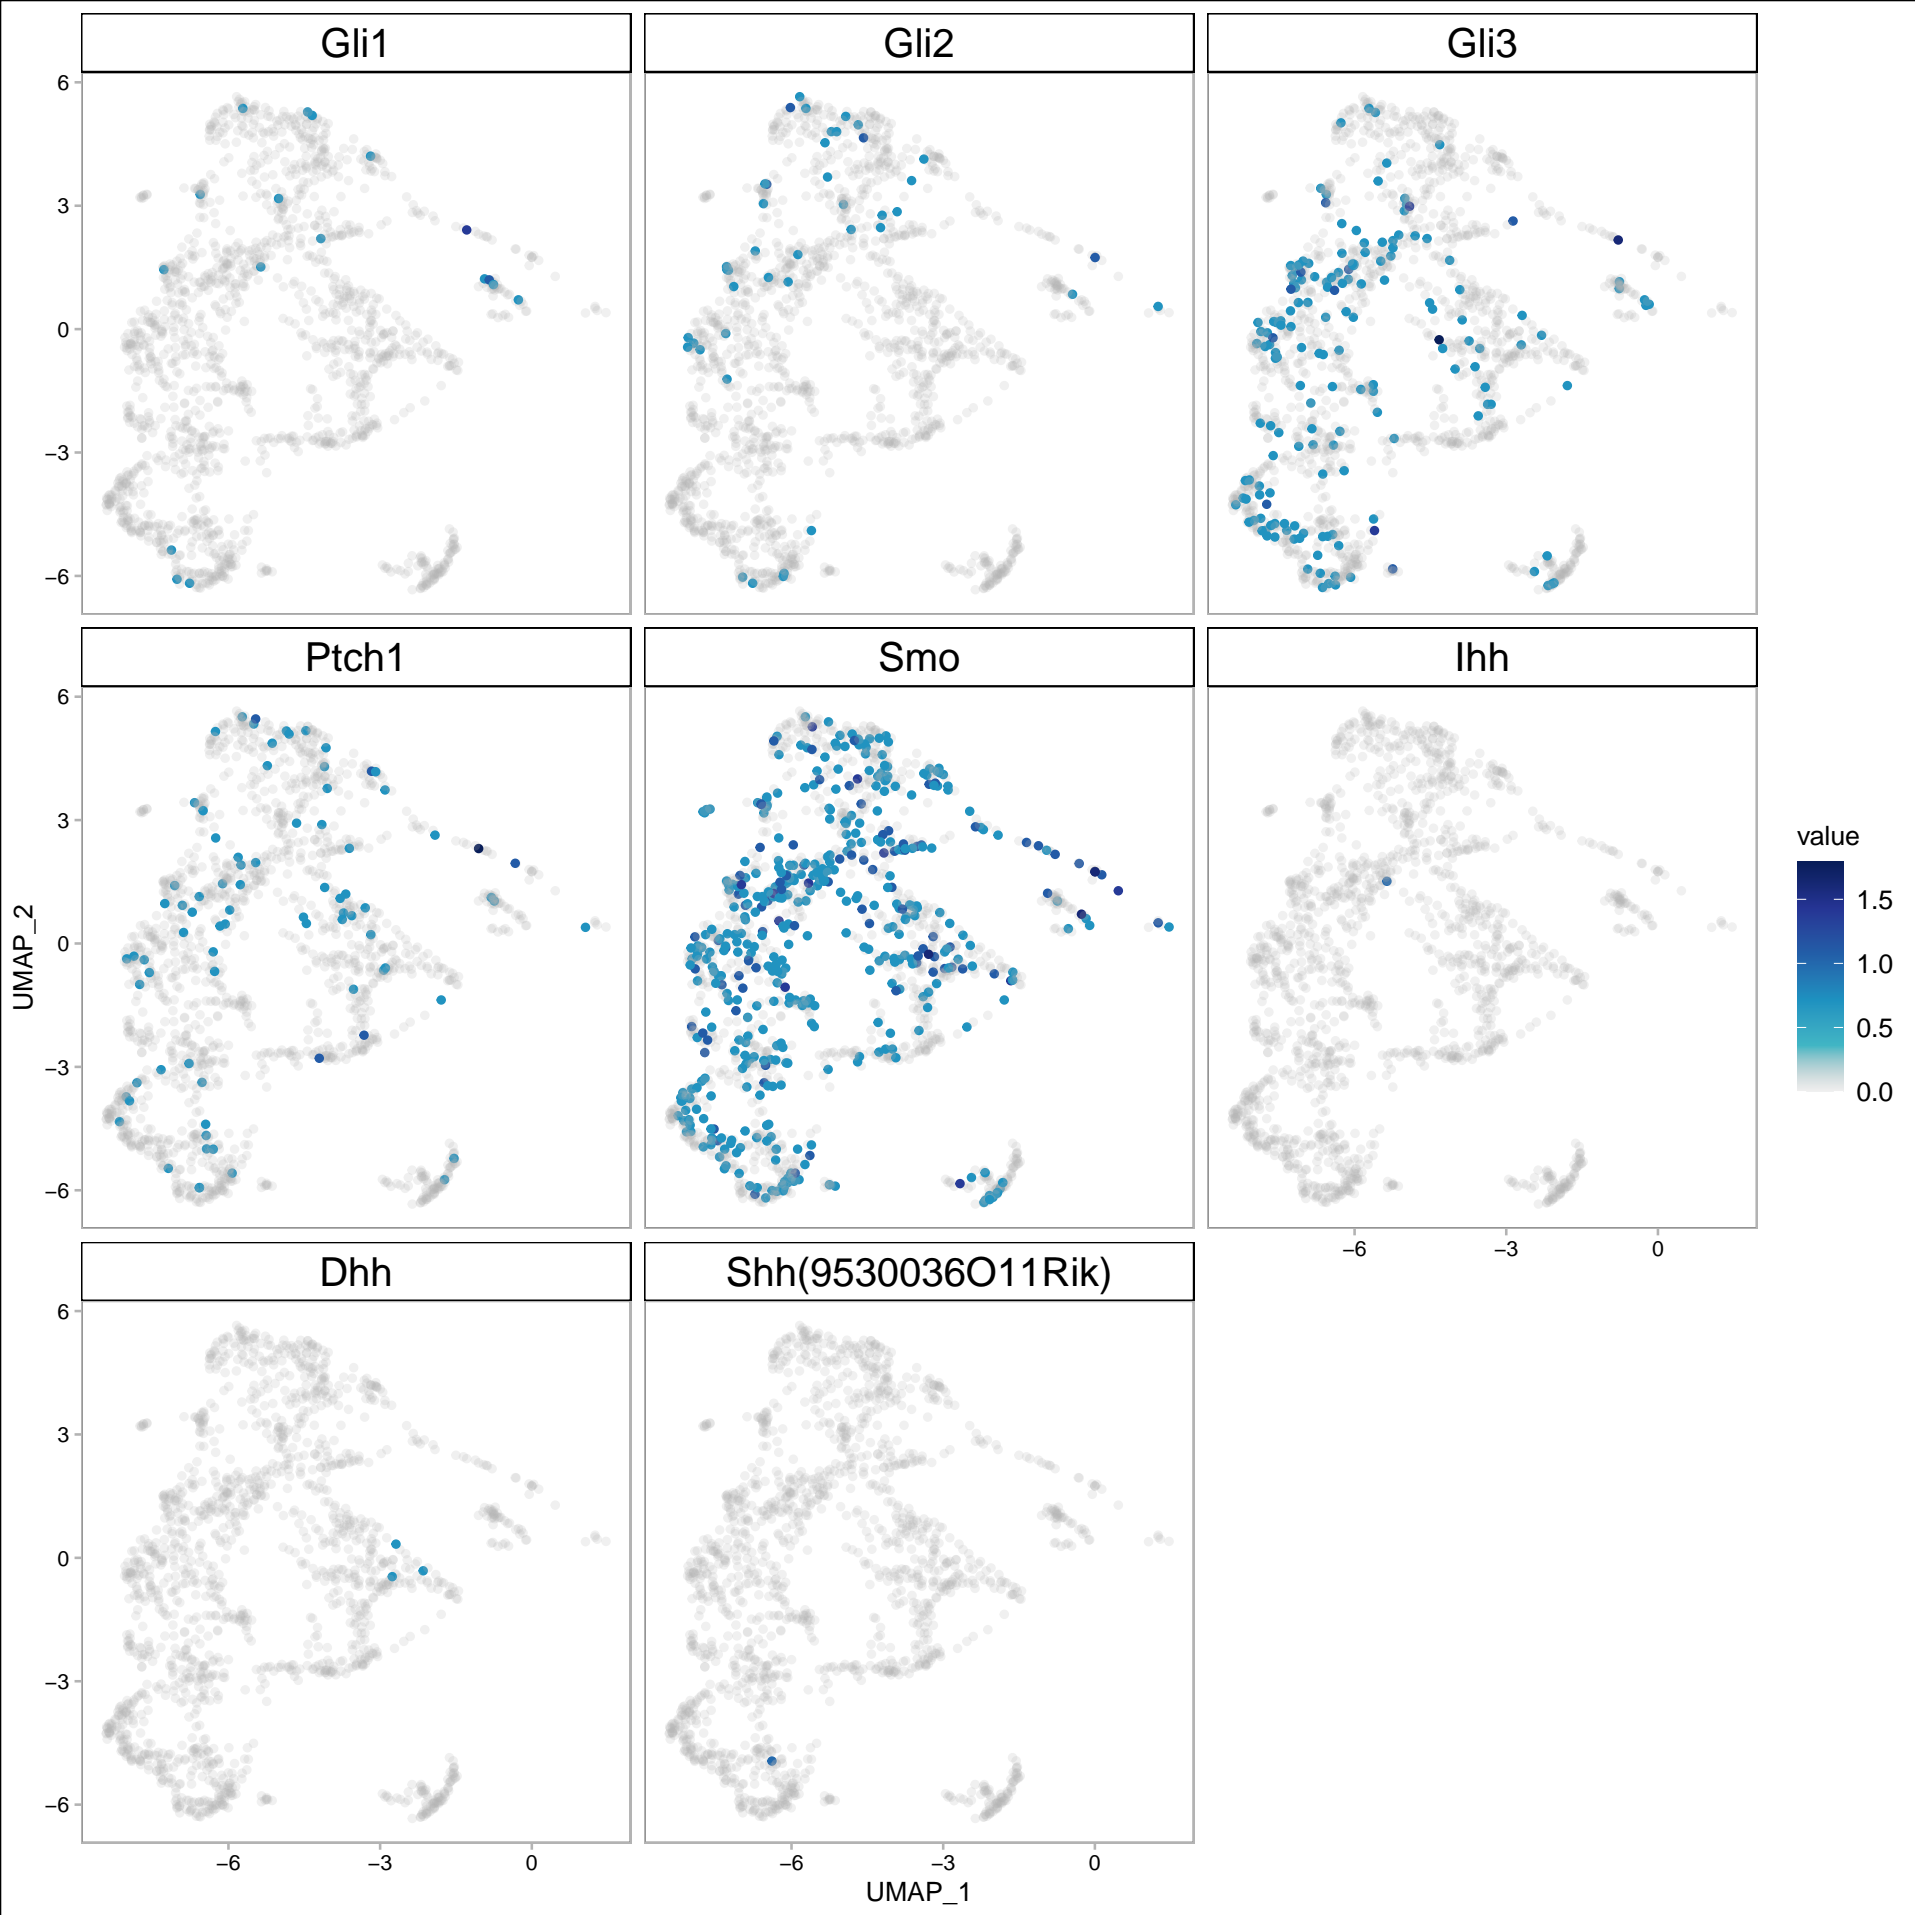 Gli1 Gli2 Gli3
6
3
0
−3
−6
Ptch1 Smo Ihh
6
3
0
−3
−6
−6 −3 0
Dhh Shh(9530036O11Rik)
6
3
0
−3
−6
−6 −3 0 −6 −3 0
UMAP_1
UMAP_2
value
1.5
1.0
0.5
0.0